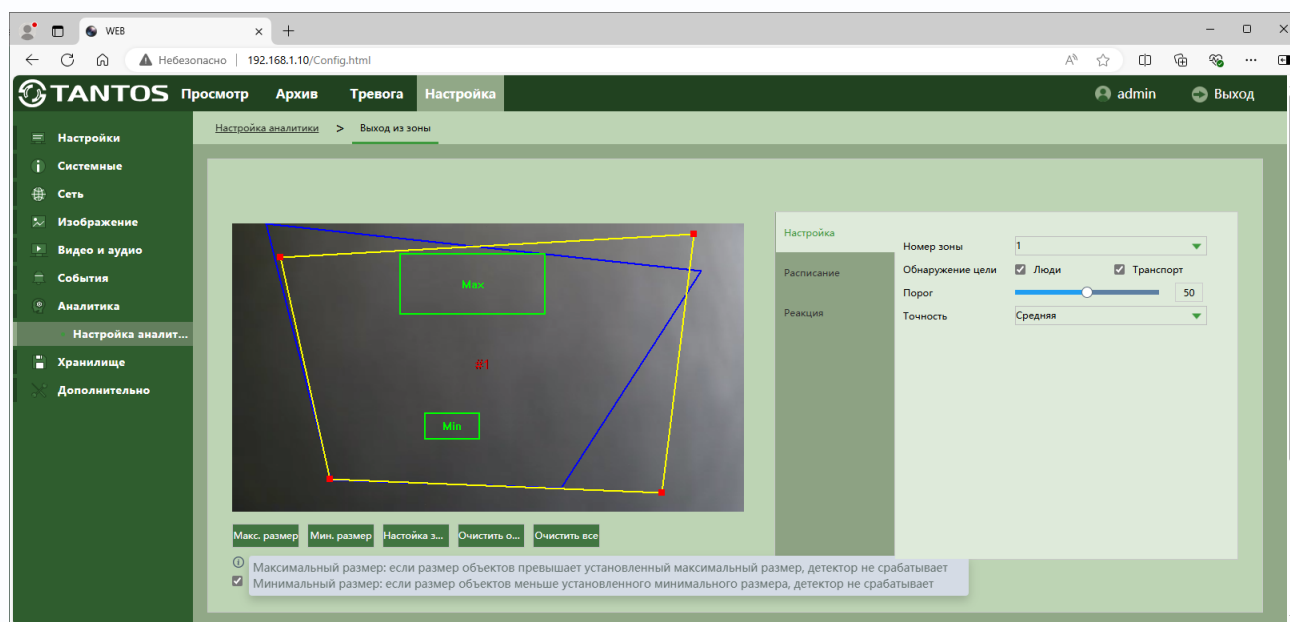 WEB
Небезопасно | 192.168.1.10/Config.html
TANTOS Просмотр Архив Тревога Настройка admin Выход
Настройка аналитики > Выход из зоны
Настройки
Системные
Сеть
Изображение
Видео и аудио
События
Аналитика
Настройка аналит...
Хранилище
Дополнительно
Max
#1
Min
Настройка
Расписание
Реакция
Номер зоны 1
Обнаружение цели Люди Транспорт
Порог 50
Точность Средняя
Макс. размер Мин. размер Настойка з... Очистить о... Очистить все
Максимальный размер: если размер объектов превышает установленный максимальный размер, детектор не срабатывает
Минимальный размер: если размер объектов меньше установленного минимального размера, детектор не срабатывает